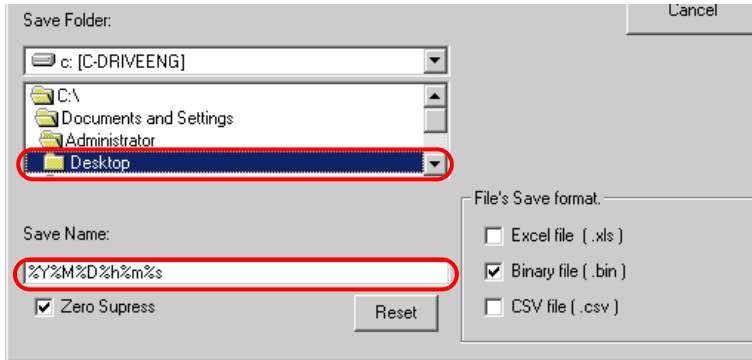 Save Folder:
Cancel
c: [C-DRIVEENG]
C:\
Documents and Settings
Administrator
Desktop
File's Save format.
Save Name:
Excel file ( .xls )
%Y%M%D%h%m%s
Binary file ( .bin )
Zero Supress
Reset
CSV file ( .csv )